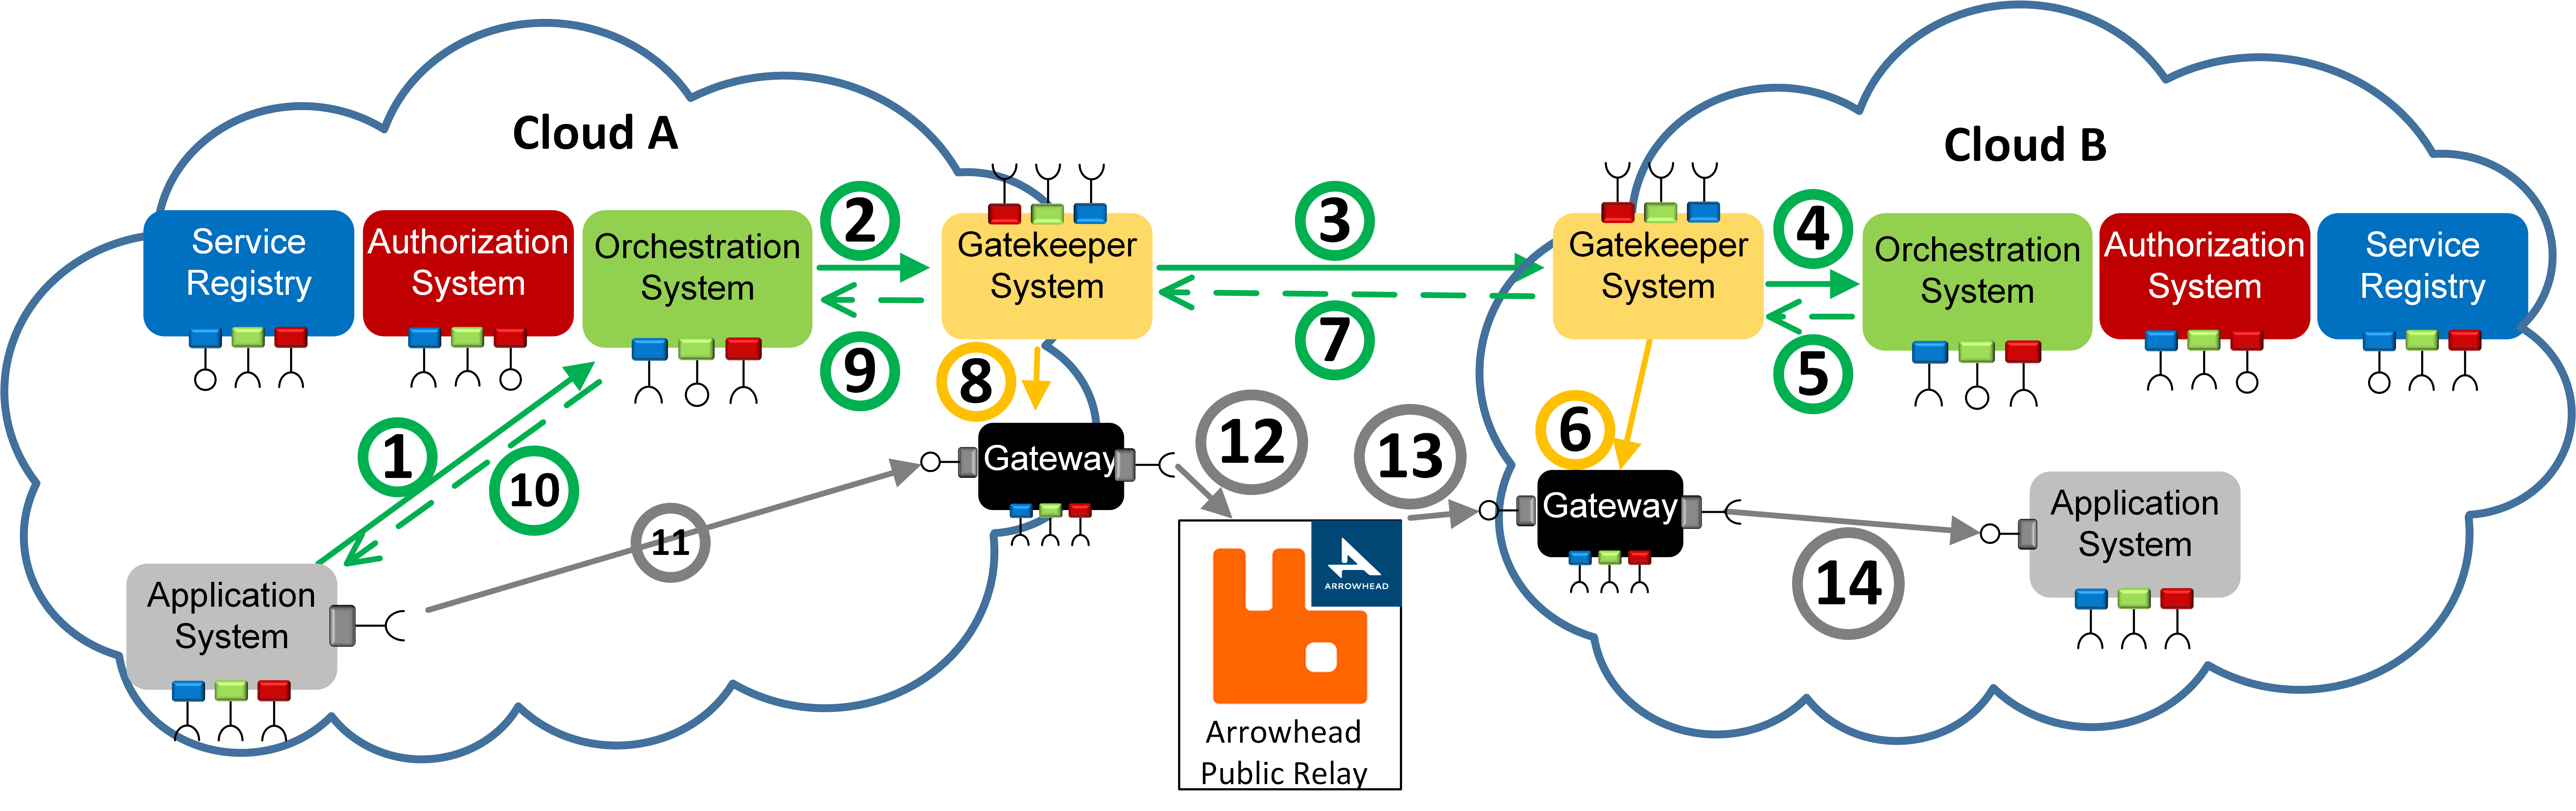 Cloud A
Cloud B
Service
Registry
Authorization
System
Orchestration
System
2
9
Gatekeeper
System
3
7
Gatekeeper
System
4
5
Orchestration
System
Authorization
System
Service
Registry
1
10
8
Gateway
11
12
13
6
Gateway
14
Application
System
Application
System
ARROWHEAD
Arrowhead
Public Relay